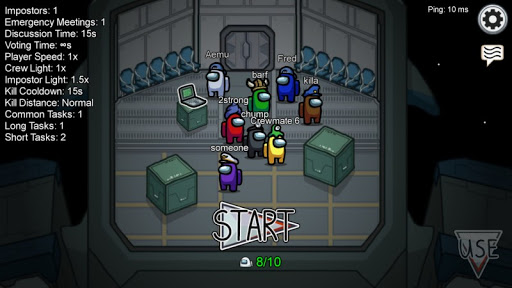 Impostors: 1
Emergency Meetings: 1
Discussion Time: 15s
Voting Time: ∞s
Player Speed: 1x
Crew Light: 1x
Impostor Light: 1.5x
Kill Cooldown: 15s
Kill Distance: Normal
Common Tasks: 1
Long Tasks: 1
Short Tasks: 2
Ping: 10 ms
Aemu
Fred
barf
killa
2strong
chump
Crewmate 6
someone
START
8/10
USE